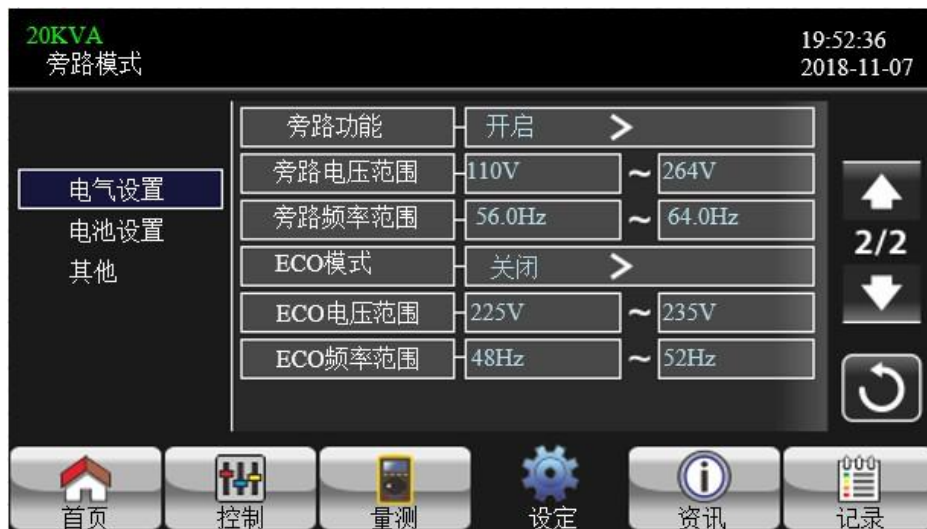 20KVA
旁路模式
19:52:36
2018-11-07
电气设置
电池设置
其他
旁路功能 开启 >
旁路电压范围 110V ~ 264V
旁路频率范围 56.0Hz ~ 64.0Hz
ECO模式 关闭 >
ECO电压范围 225V ~ 235V
ECO频率范围 48Hz ~ 52Hz
2/2
首页 控制 量测 设定 资讯 记录